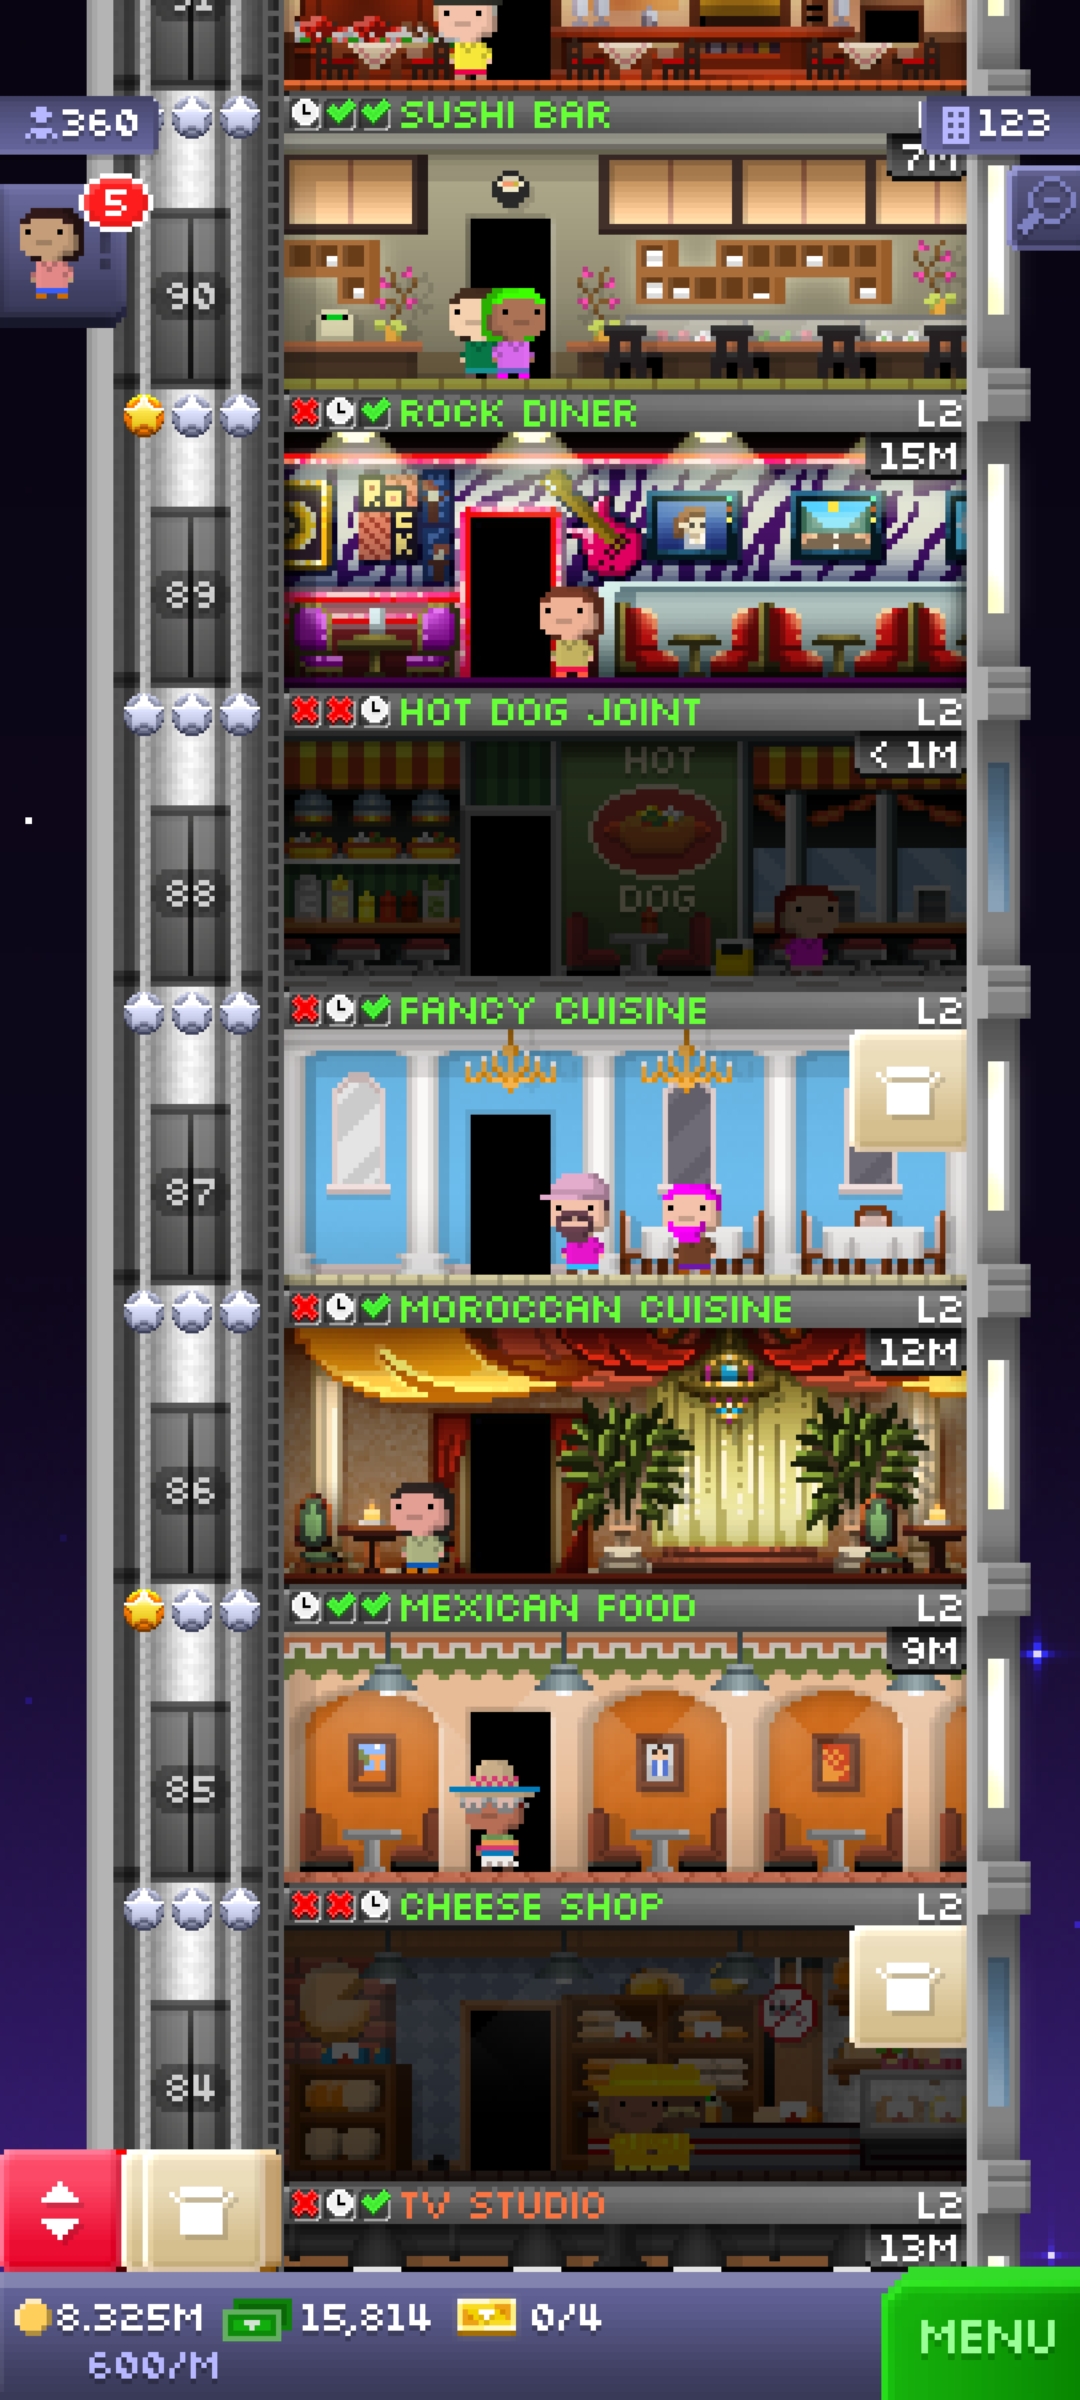 91
SUSHI BAR
360
123
7M
5
90
ROCK DINER L2
15M
ROCK
89
HOT DOG JOINT L2
< 1M
HOT
DOG
88
FANCY CUISINE L2
87
MOROCCAN CUISINE L2
12M
86
MEXICAN FOOD L2
9M
85
CHEESE SHOP L2
84
TV STUDIO L2
13M
8.325M 15,814 0/4
MENU
600/M